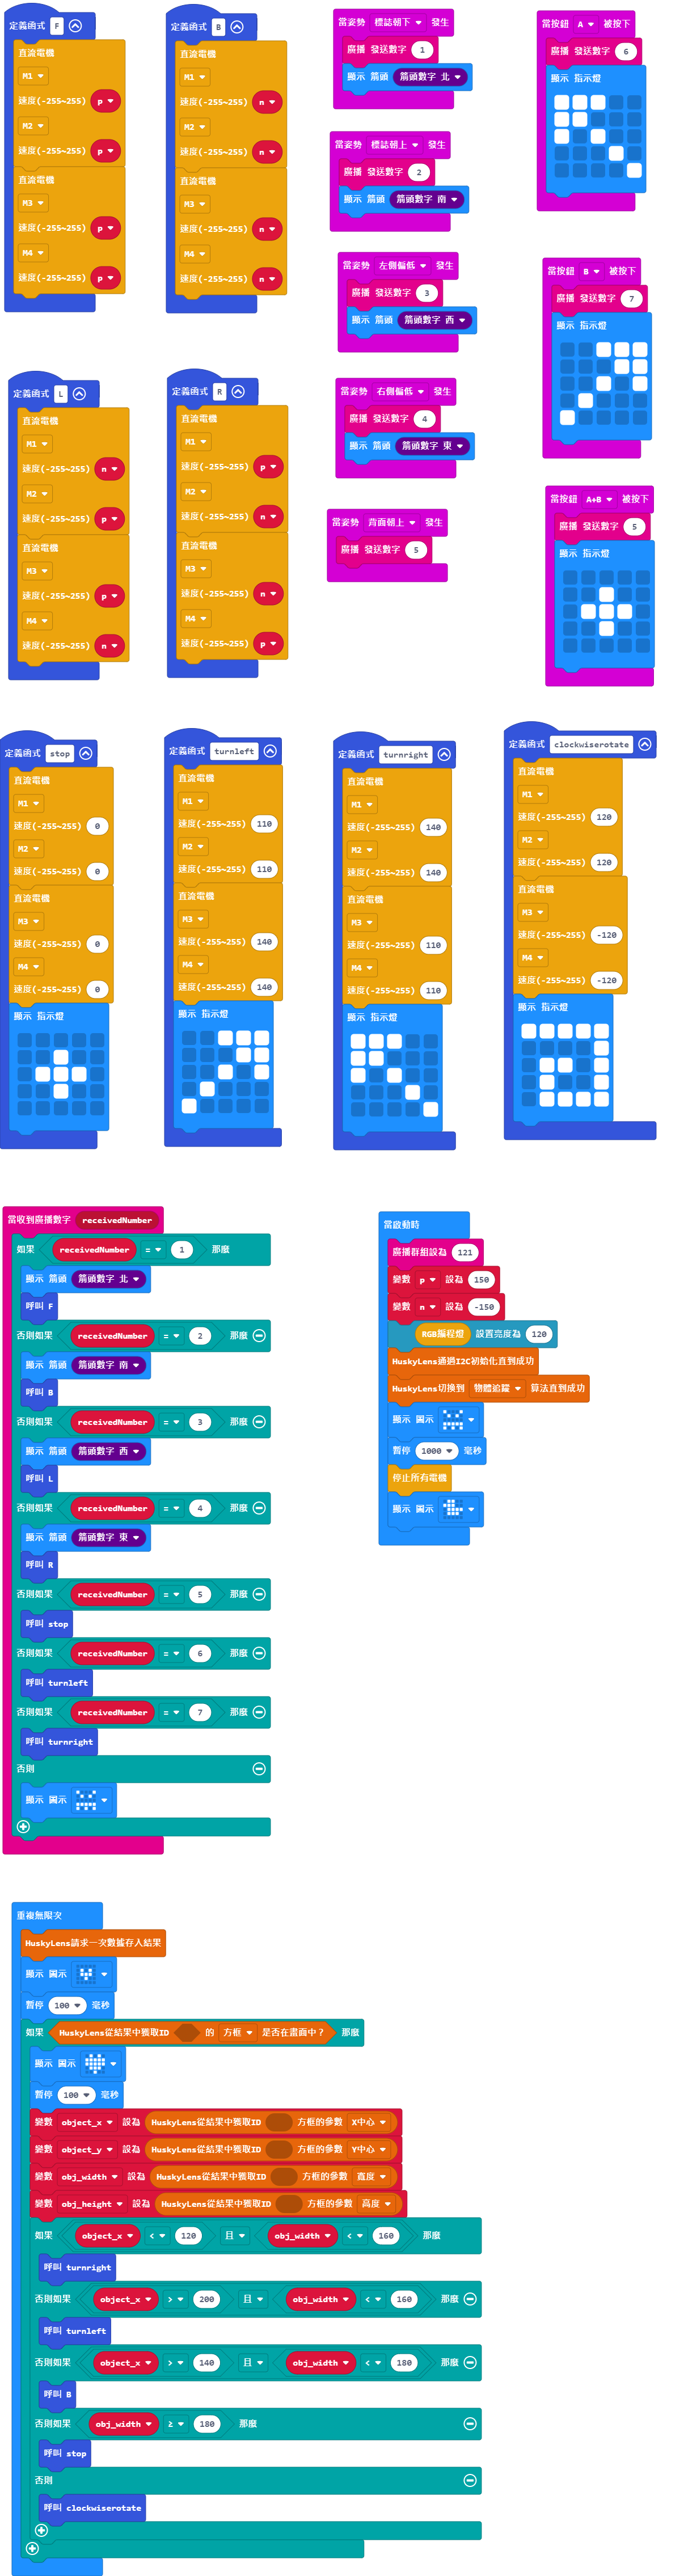 定義函式 F
直流電機
M1
速度(-255~255) p
M2
速度(-255~255) p
直流電機
M3
速度(-255~255) p
M4
速度(-255~255) p
定義函式 B
直流電機
M1
速度(-255~255) n
M2
速度(-255~255) n
直流電機
M3
速度(-255~255) n
M4
速度(-255~255) n
當姿勢 標誌朝下 發生
廣播 發送數字 1
顯示 箭頭 箭頭數字 北
當姿勢 標誌朝上 發生
廣播 發送數字 2
顯示 箭頭 箭頭數字 南
當姿勢 左側偏低 發生
廣播 發送數字 3
顯示 箭頭 箭頭數字 西
當姿勢 右側偏低 發生
廣播 發送數字 4
顯示 箭頭 箭頭數字 東
當姿勢 背面朝上 發生
廣播 發送數字 5
當按鈕 A 被按下
廣播 發送數字 6
顯示 指示燈
當按鈕 B 被按下
廣播 發送數字 7
顯示 指示燈
當按鈕 A+B 被按下
廣播 發送數字 5
顯示 指示燈
定義函式 L
直流電機
M1
速度(-255~255) n
M2
速度(-255~255) p
直流電機
M3
速度(-255~255) p
M4
速度(-255~255) n
定義函式 R
直流電機
M1
速度(-255~255) p
M2
速度(-255~255) n
直流電機
M3
速度(-255~255) n
M4
速度(-255~255) p
定義函式 stop
直流電機
M1
速度(-255~255) 0
M2
速度(-255~255) 0
直流電機
M3
速度(-255~255) 0
M4
速度(-255~255) 0
顯示 指示燈
定義函式 turnleft
直流電機
M1
速度(-255~255) 110
M2
速度(-255~255) 110
直流電機
M3
速度(-255~255) 140
M4
速度(-255~255) 140
顯示 指示燈
定義函式 turnright
直流電機
M1
速度(-255~255) 140
M2
速度(-255~255) 140
直流電機
M3
速度(-255~255) 110
M4
速度(-255~255) 110
顯示 指示燈
定義函式 clockwiserotate
直流電機
M1
速度(-255~255) 120
M2
速度(-255~255) 120
直流電機
M3
速度(-255~255) -120
M4
速度(-255~255) -120
顯示 指示燈
當收到廣播數字 receivedNumber
如果 receivedNumber = 1 那麼
顯示 箭頭 箭頭數字 北
呼叫 F
否則如果 receivedNumber = 2 那麼
顯示 箭頭 箭頭數字 南
呼叫 B
否則如果 receivedNumber = 3 那麼
顯示 箭頭 箭頭數字 西
呼叫 L
否則如果 receivedNumber = 4 那麼
顯示 箭頭 箭頭數字 東
呼叫 R
否則如果 receivedNumber = 5 那麼
呼叫 stop
否則如果 receivedNumber = 6 那麼
呼叫 turnleft
否則如果 receivedNumber = 7 那麼
呼叫 turnright
否則
顯示 圖示
當啟動時
廣播群組設為 121
變數 p 設為 150
變數 n 設為 -150
RGB編程燈 設置亮度為 120
HuskyLens通過I2C初始化直到成功
HuskyLens切換到 物體追蹤 算法直到成功
顯示 圖示
暫停 1000 毫秒
停止所有電機
顯示 圖示
重複無限次
HuskyLens請求一次數據存入結果
顯示 圖示
暫停 100 毫秒
如果 HuskyLens從結果中獲取ID 的 方框 是否在畫面中？ 那麼
顯示 圖示
暫停 100 毫秒
變數 object_x 設為 HuskyLens從結果中獲取ID 方框的參數 X中心
變數 object_y 設為 HuskyLens從結果中獲取ID 方框的參數 Y中心
變數 obj_width 設為 HuskyLens從結果中獲取ID 方框的參數 寬度
變數 obj_height 設為 HuskyLens從結果中獲取ID 方框的參數 高度
如果 object_x < 120 且 obj_width < 160 那麼
呼叫 turnright
否則如果 object_x > 200 且 obj_width < 160 那麼
呼叫 turnleft
否則如果 object_x > 140 且 obj_width < 180 那麼
呼叫 B
否則如果 obj_width ≥ 180 那麼
呼叫 stop
否則
呼叫 clockwiserotate